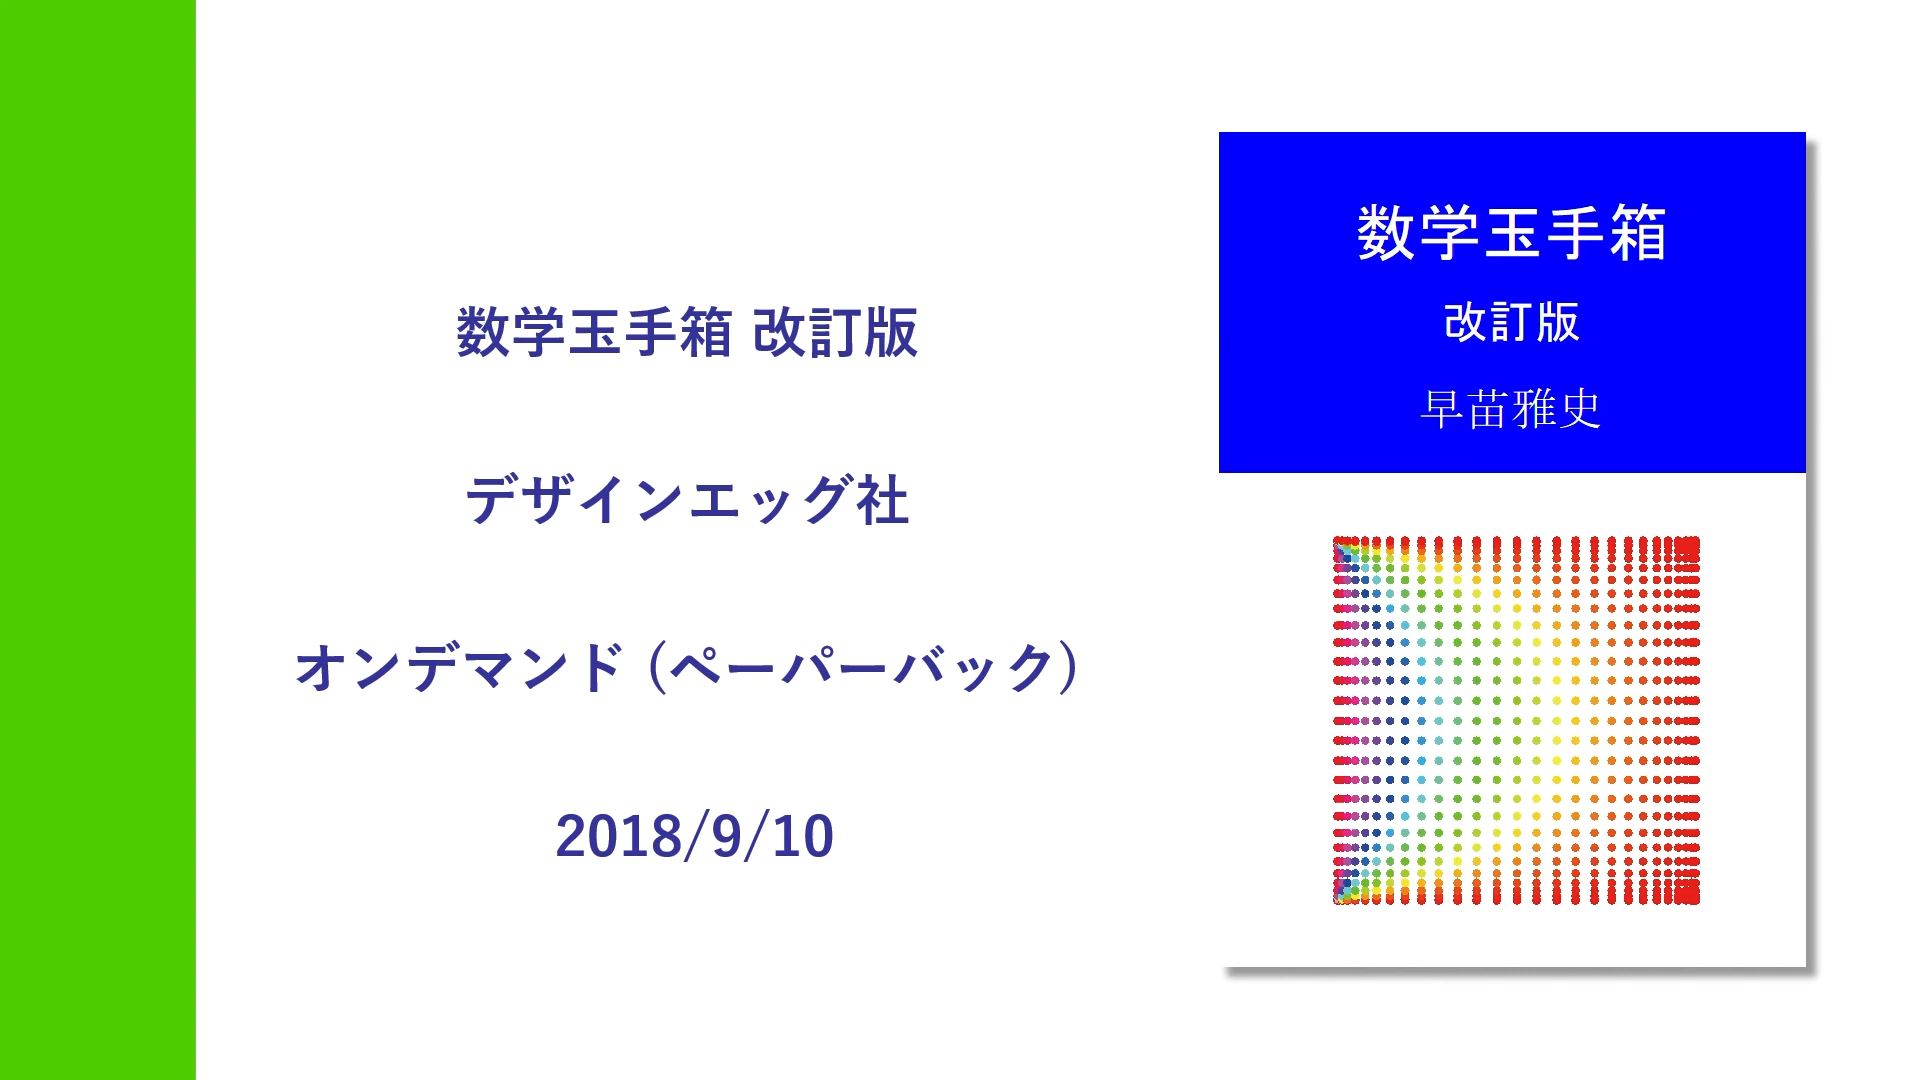 数学玉手箱 改訂版
デザインエッグ社
オンデマンド (ペーパーバック)
2018/9/10
数学玉手箱
改訂版
早苗雅史